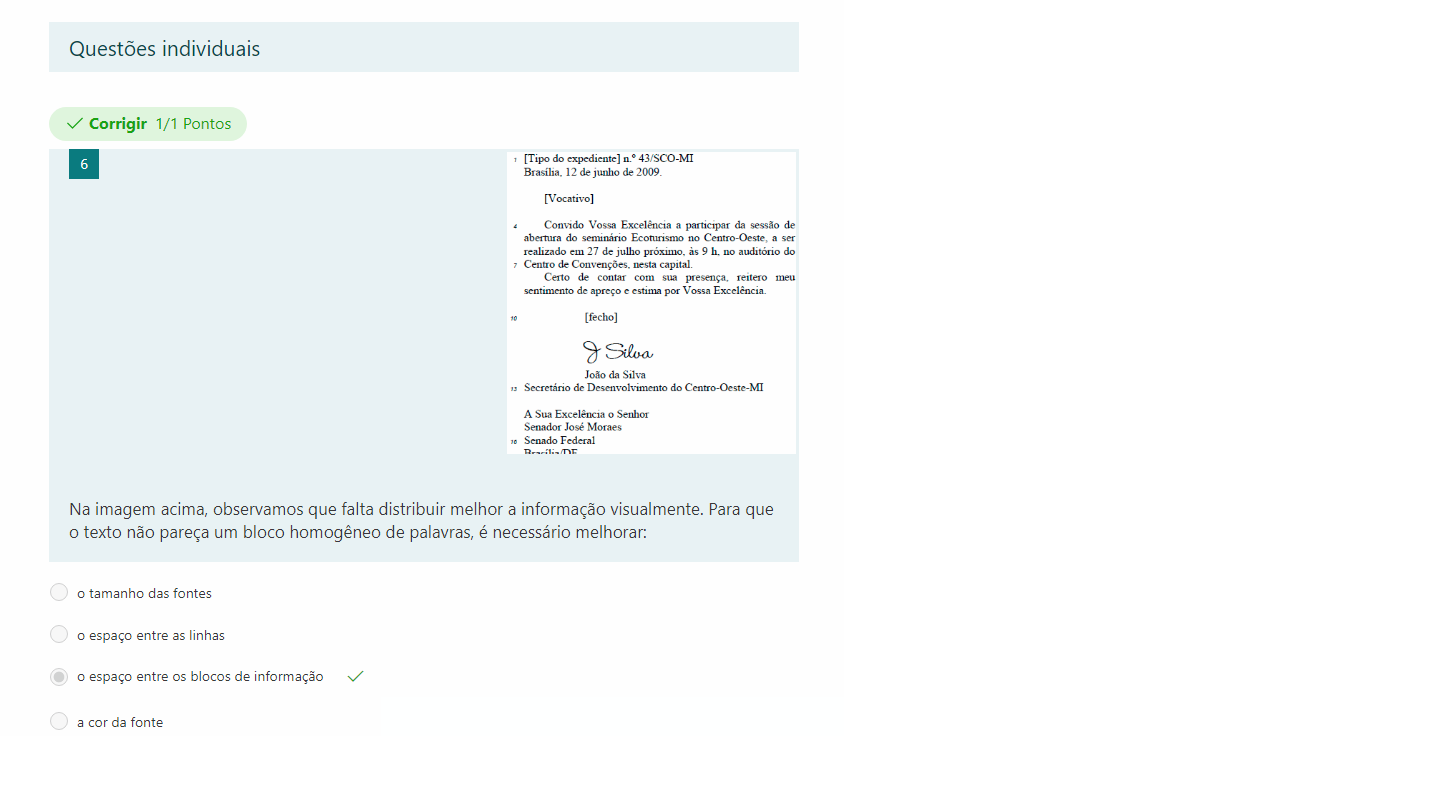 Questões individuais
Corrigir 1/1 Pontos
6
1 [Tipo do expediente] n.º 43/SCO-MI
Brasília, 12 de junho de 2009.
[Vocativo]
4 Convido Vossa Excelência a participar da sessão de
abertura do seminário Ecoturismo no Centro-Oeste, a ser
realizado em 27 de julho próximo, às 9 h, no auditório do
7 Centro de Convenções, nesta capital.
Certo de contar com sua presença, reitero meu
sentimento de apreço e estima por Vossa Excelência.
10 [fecho]
J Silva
João da Silva
13 Secretário de Desenvolvimento do Centro-Oeste-MI
A Sua Excelência o Senhor
Senador José Moraes
16 Senado Federal
Brasília/DF
Na imagem acima, observamos que falta distribuir melhor a informação visualmente. Para que
o texto não pareça um bloco homogêneo de palavras, é necessário melhorar:
o tamanho das fontes
o espaço entre as linhas
o espaço entre os blocos de informação
a cor da fonte